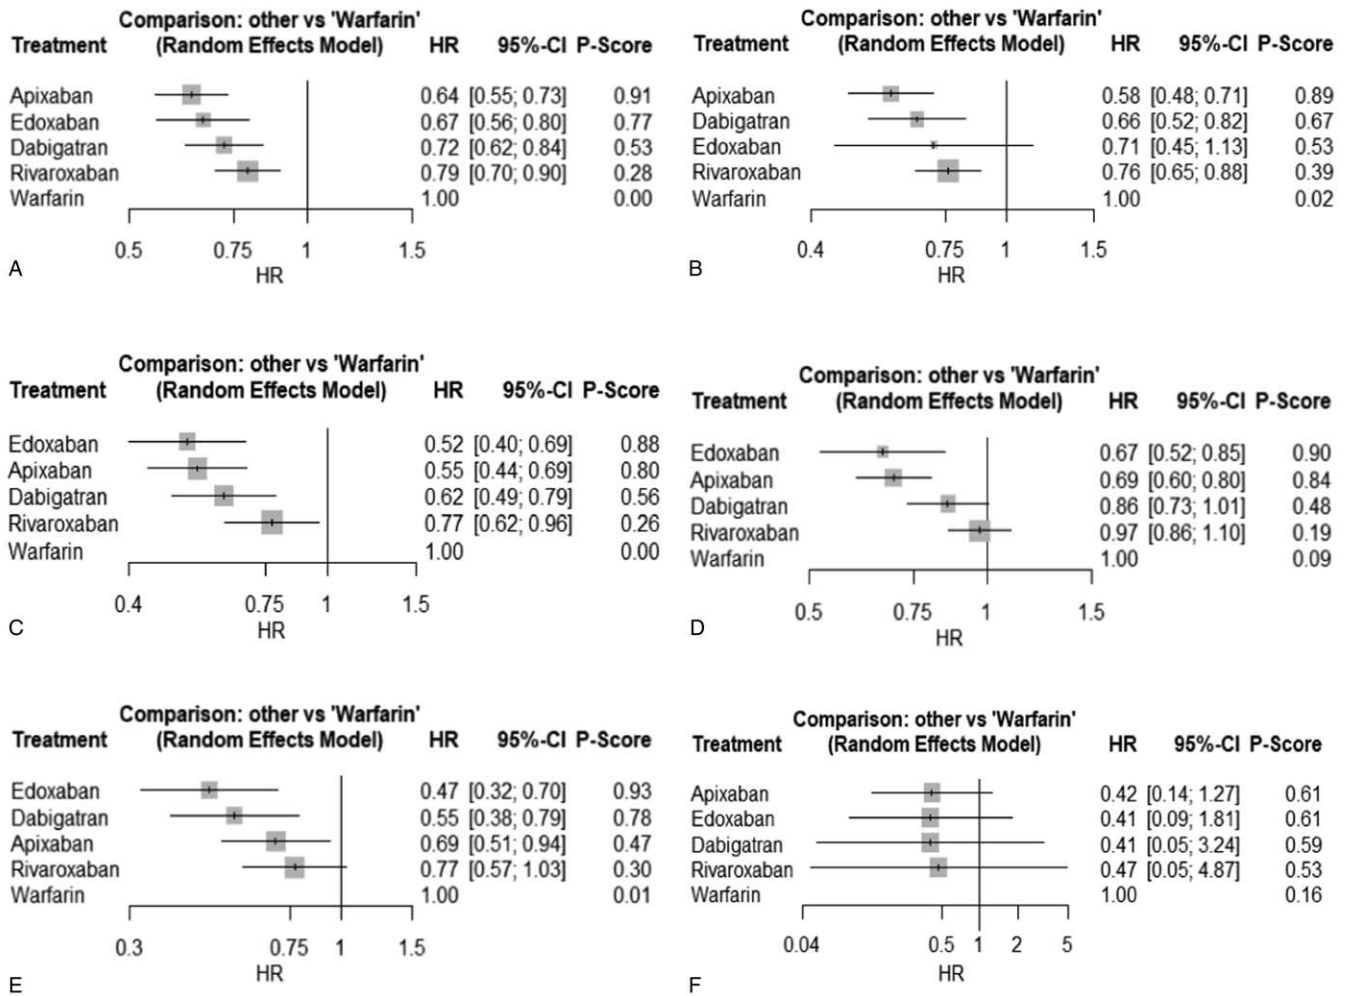 Comparison: other vs 'Warfarin'
Treatment (Random Effects Model) HR 95%-CI P-Score
Apixaban 0.64 [0.55; 0.73] 0.91
Edoxaban 0.67 [0.56; 0.80] 0.77
Dabigatran 0.72 [0.62; 0.84] 0.53
Rivaroxaban 0.79 [0.70; 0.90] 0.28
Warfarin 1.00 0.00
0.5 0.75 1 1.5
HR
A
Comparison: other vs 'Warfarin'
Treatment (Random Effects Model) HR 95%-CI P-Score
Apixaban 0.58 [0.48; 0.71] 0.89
Dabigatran 0.66 [0.52; 0.82] 0.67
Edoxaban 0.71 [0.45; 1.13] 0.53
Rivaroxaban 0.76 [0.65; 0.88] 0.39
Warfarin 1.00 0.02
0.4 0.75 1 1.5
HR
B
Comparison: other vs 'Warfarin'
Treatment (Random Effects Model) HR 95%-CI P-Score
Edoxaban 0.52 [0.40; 0.69] 0.88
Apixaban 0.55 [0.44; 0.69] 0.80
Dabigatran 0.62 [0.49; 0.79] 0.56
Rivaroxaban 0.77 [0.62; 0.96] 0.26
Warfarin 1.00 0.00
0.4 0.75 1 1.5
HR
C
Comparison: other vs 'Warfarin'
Treatment (Random Effects Model) HR 95%-CI P-Score
Edoxaban 0.67 [0.52; 0.85] 0.90
Apixaban 0.69 [0.60; 0.80] 0.84
Dabigatran 0.86 [0.73; 1.01] 0.48
Rivaroxaban 0.97 [0.86; 1.10] 0.19
Warfarin 1.00 0.09
0.5 0.75 1 1.5
HR
D
Comparison: other vs 'Warfarin'
Treatment (Random Effects Model) HR 95%-CI P-Score
Edoxaban 0.47 [0.32; 0.70] 0.93
Dabigatran 0.55 [0.38; 0.79] 0.78
Apixaban 0.69 [0.51; 0.94] 0.47
Rivaroxaban 0.77 [0.57; 1.03] 0.30
Warfarin 1.00 0.01
0.3 0.75 1 1.5
HR
E
Comparison: other vs 'Warfarin'
Treatment (Random Effects Model) HR 95%-CI P-Score
Apixaban 0.42 [0.14; 1.27] 0.61
Edoxaban 0.41 [0.09; 1.81] 0.61
Dabigatran 0.41 [0.05; 3.24] 0.59
Rivaroxaban 0.47 [0.05; 4.87] 0.53
Warfarin 1.00 0.16
0.04 0.5 1 2 5
HR
F